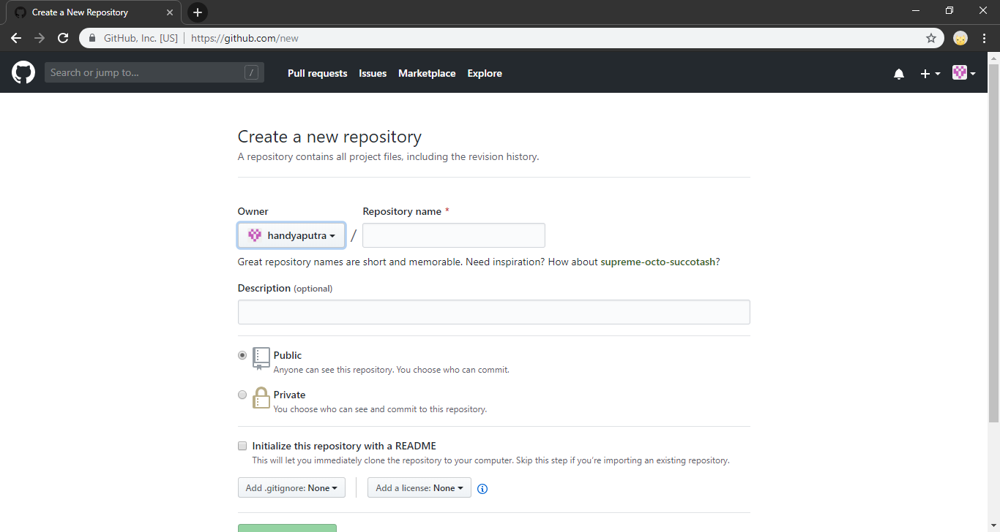 Create a New Repository
GitHub, Inc. [US] | https://github.com/new
Search or jump to... /
Pull requests Issues Marketplace Explore
Create a new repository
A repository contains all project files, including the revision history.
Owner Repository name *
handyaputra /
Great repository names are short and memorable. Need inspiration? How about supreme-octo-succotash?
Description (optional)
Public
Anyone can see this repository. You choose who can commit.
Private
You choose who can see and commit to this repository.
Initialize this repository with a README
This will let you immediately clone the repository to your computer. Skip this step if you're importing an existing repository.
Add .gitignore: None Add a license: None